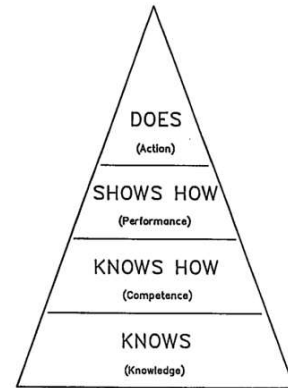 DOES
(Action)
SHOWS HOW
(Performance)
KNOWS HOW
(Competence)
KNOWS
(Knowledge)